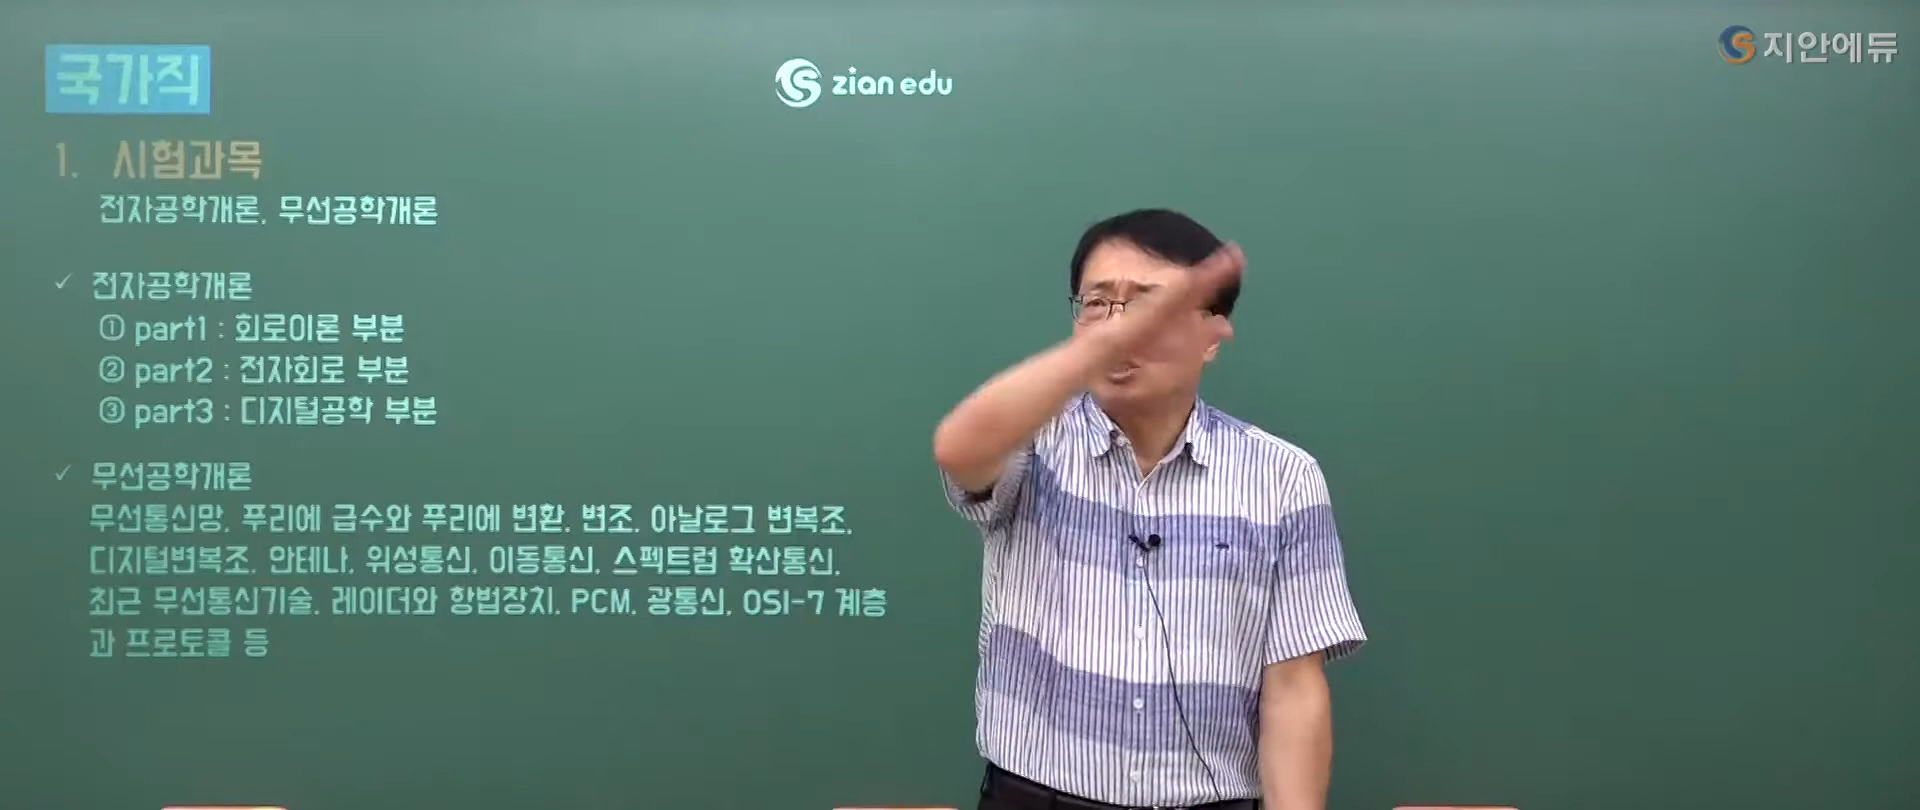 국가직
zian edu
지안에듀
1. 시험과목
전자공학개론, 무선공학개론
✓ 전자공학개론
① part1 : 회로이론 부분
② part2 : 전자회로 부분
③ part3 : 디지털공학 부분
✓ 무선공학개론
무선통신망, 푸리에 급수와 푸리에 변환, 변조, 아날로그 변복조,
디지털변복조, 안테나, 위성통신, 이동통신, 스펙트럼 확산통신,
최근 무선통신기술, 레이더와 항법장치, PCM, 광통신, OSI-7 계층
과 프로토콜 등